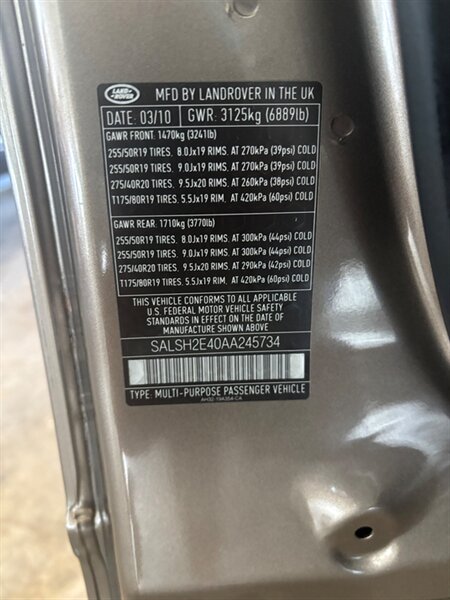 LAND
ROVER
MFD BY LANDROVER IN THE UK
DATE: 03/10 GWR: 3125kg (6889lb)
GAWR FRONT: 1470kg (3241lb)
255/50R19 TIRES. 8.0Jx19 RIMS. AT 270kPa (39psi) COLD
255/50R19 TIRES. 9.0Jx19 RIMS. AT 270kPa (39psi) COLD
275/40R20 TIRES. 9.5Jx20 RIMS. AT 260kPa (38psi) COLD
T175/80R19 TIRES. 5.5Jx19 RIM. AT 420kPa (60psi) COLD
GAWR REAR: 1710kg (3770lb)
255/50R19 TIRES. 8.0Jx19 RIMS. AT 300kPa (44psi) COLD
255/50R19 TIRES. 9.0Jx19 RIMS. AT 300kPa (44psi) COLD
275/40R20 TIRES. 9.5Jx20 RIMS. AT 290kPa (42psi) COLD
T175/80R19 TIRES. 5.5Jx19 RIM. AT 420kPa (60psi) COLD
THIS VEHICLE CONFORMS TO ALL APPLICABLE
U.S. FEDERAL MOTOR VEHICLE SAFETY
STANDARDS IN EFFECT ON THE DATE OF
MANUFACTURE SHOWN ABOVE
SALSH2E40AA245734
TYPE: MULTI-PURPOSE PASSENGER VEHICLE
AH32-19A354-CA